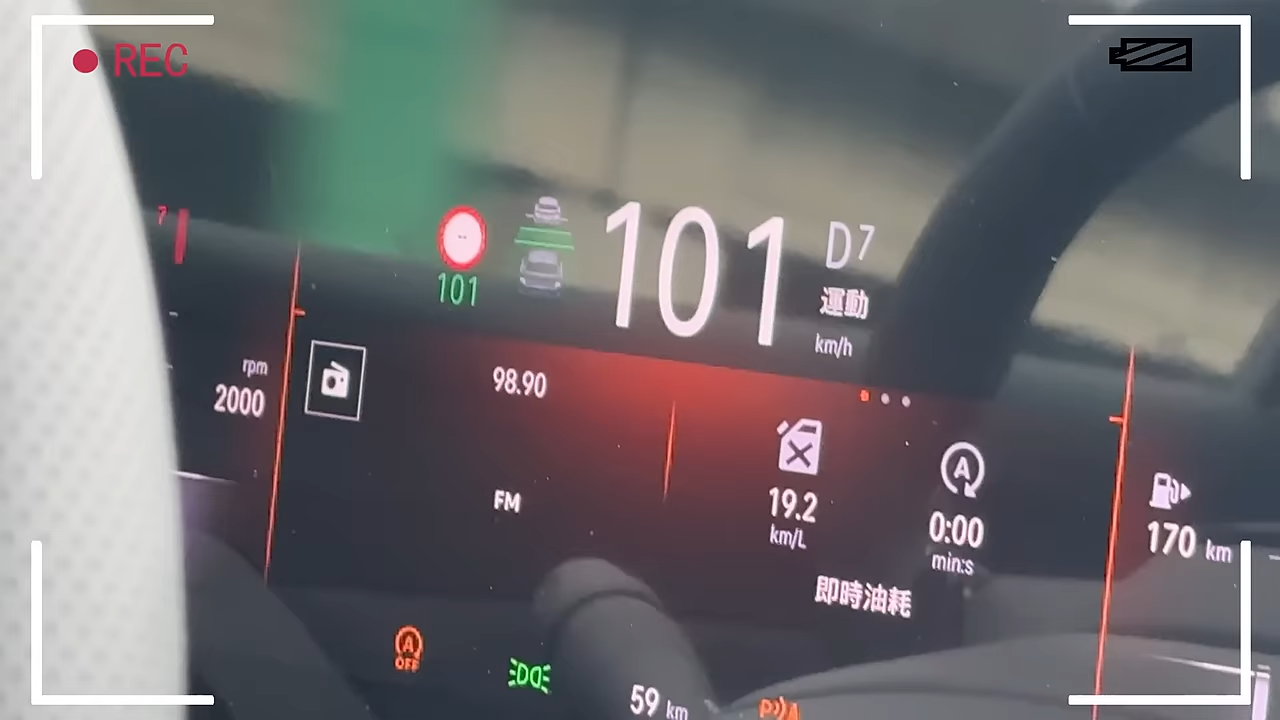 REC
7
101
101
D7
運動
km/h
rpm
2000
98.90
FM
19.2
km/L
A
0:00
min:s
即時油耗
170 km
A
OFF
59 km
P A